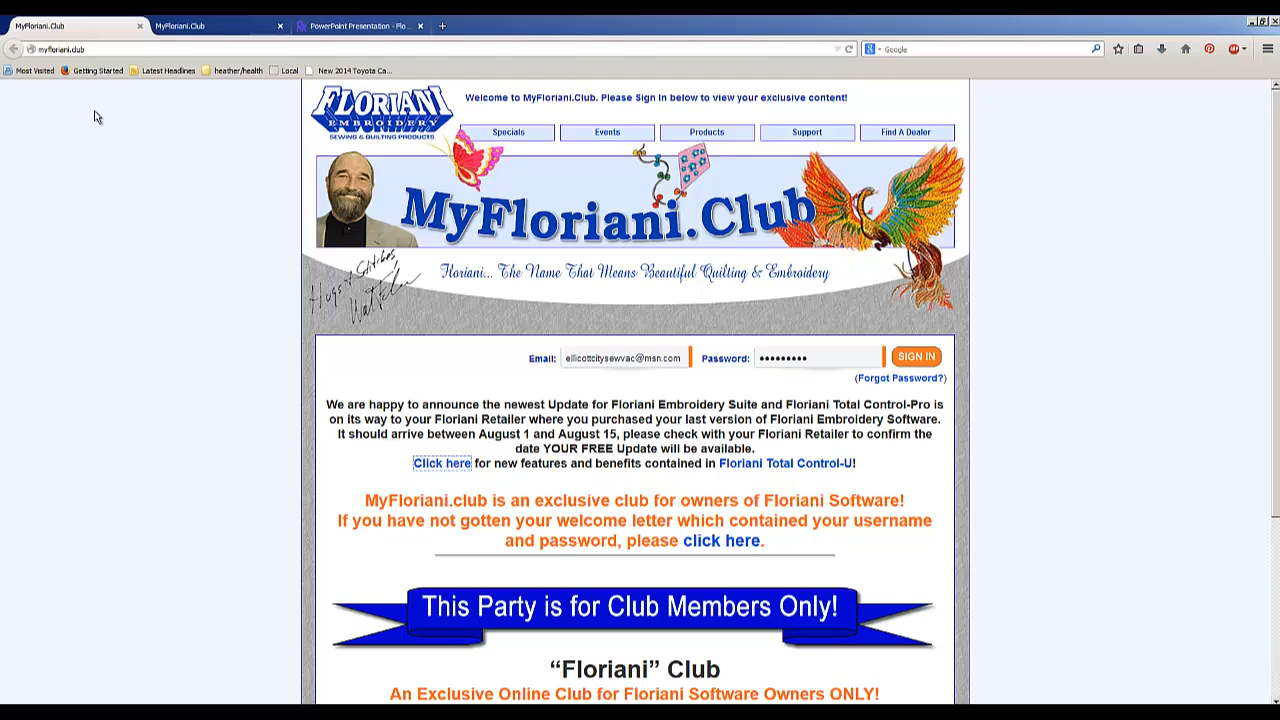 MyFloriani.Club
MyFloriani.Club
PowerPoint Presentation - Flo...
myfloriani.club
Google
Most Visited
Getting Started
Latest Headlines
heather/health
Local
New 2014 Toyota Ca...
FLORIANI
EMBROIDERY
SEWING & QUILTING PRODUCTS
Welcome to MyFloriani.Club. Please Sign In below to view your exclusive content!
Specials
Events
Products
Support
Find A Dealer
MyFloriani.Club
Floriani... The Name That Means Beautiful Quilting & Embroidery
Hugs & Stitches,
Email: ellicottcitysewvac@msn.com Password: ●●●●●●●●● SIGN IN
(Forgot Password?)
We are happy to announce the newest Update for Floriani Embroidery Suite and Floriani Total Control-Pro is
on its way to your Floriani Retailer where you purchased your last version of Floriani Embroidery Software.
It should arrive between August 1 and August 15, please check with your Floriani Retailer to confirm the
date YOUR FREE Update will be available.
Click here for new features and benefits contained in Floriani Total Control-U!
MyFloriani.club is an exclusive club for owners of Floriani Software!
If you have not gotten your welcome letter which contained your username
and password, please click here.
This Party is for Club Members Only!
“Floriani” Club
An Exclusive Online Club for Floriani Software Owners ONLY!